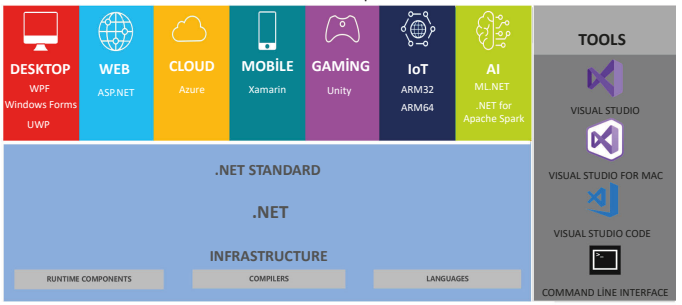 DESKTOP
WPF
Windows Forms
UWP
WEB
ASP.NET
CLOUD
Azure
MOBİLE
Xamarin
GAMİNG
Unity
IoT
ARM32
ARM64
AI
ML.NET
.NET for
Apache Spark
.NET STANDARD
.NET
INFRASTRUCTURE
RUNTIME COMPONENTS
COMPILERS
LANGUAGES
TOOLS
VISUAL STUDIO
VISUAL STUDIO FOR MAC
VISUAL STUDIO CODE
COMMAND LİNE INTERFACE